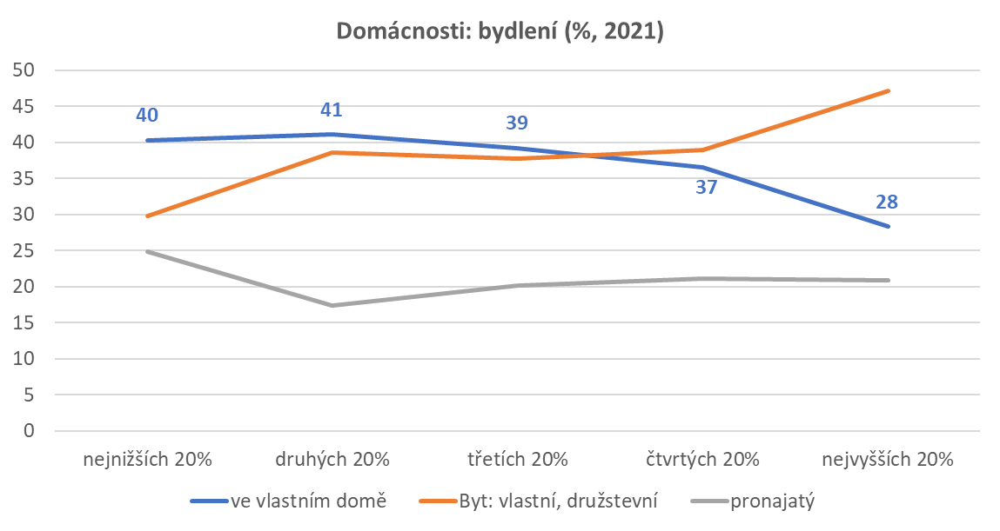 Domácnosti: bydlení (%, 2021)
50
45
40
35
30
25
20
15
10
5
0
40
41
39
37
28
nejnižších 20%
druhých 20%
třetích 20%
čtvrtých 20%
nejvyšších 20%
ve vlastním domě
Byt: vlastní, družstevní
pronajatý